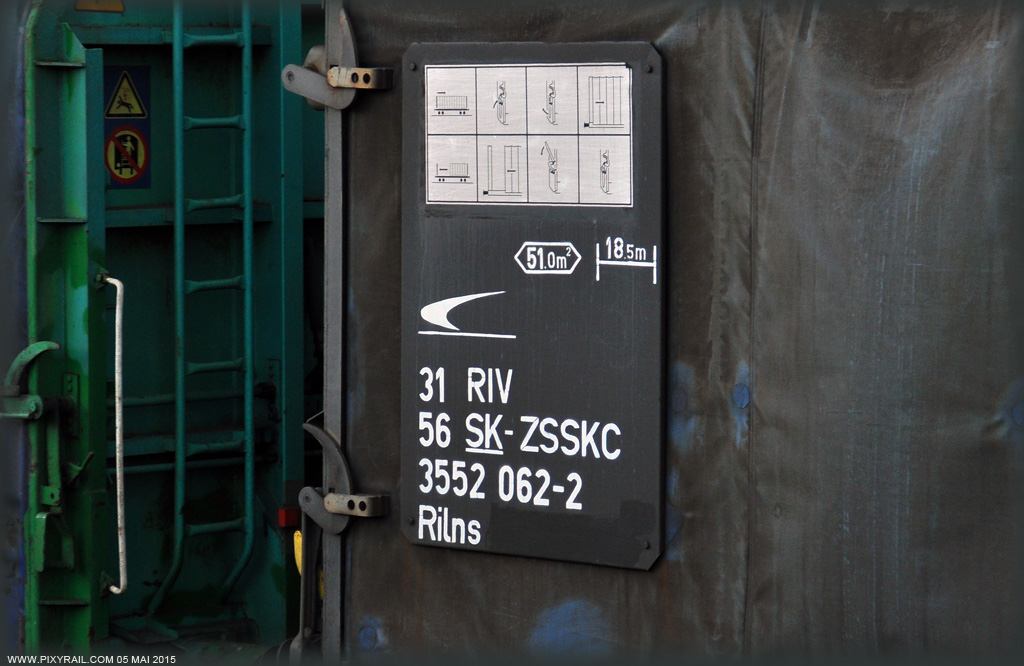 51.0m² 18.5m
31 RIV
56 SK-ZSSKC
3552 062-2
Rilns
WWW.PIXYRAIL.COM 05 MAI 2015